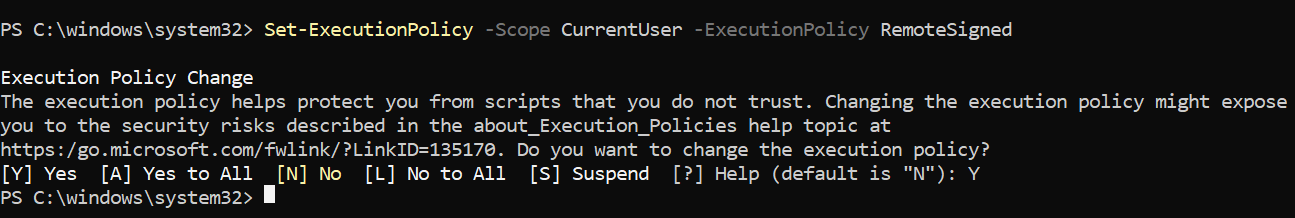 PS C:\windows\system32> Set-ExecutionPolicy -Scope CurrentUser -ExecutionPolicy RemoteSigned
Execution Policy Change
The execution policy helps protect you from scripts that you do not trust. Changing the execution policy might expose
you to the security risks described in the about_Execution_Policies help topic at
https:/go.microsoft.com/fwlink/?LinkID=135170. Do you want to change the execution policy?
[Y] Yes  [A] Yes to All  [N] No  [L] No to All  [S] Suspend  [?] Help (default is "N"): Y
PS C:\windows\system32>